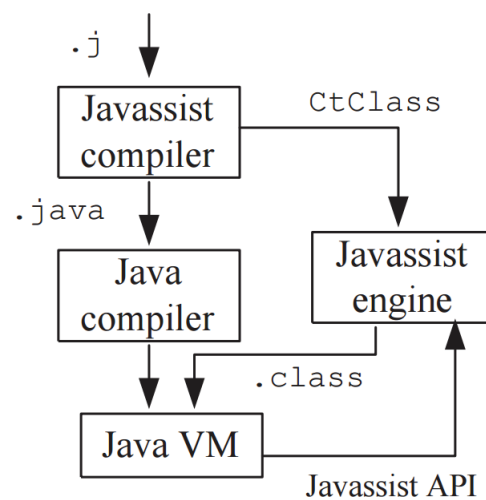 .j
Javassist
compiler
CtClass
.java
Java
compiler
Javassist
engine
.class
Java VM
Javassist API